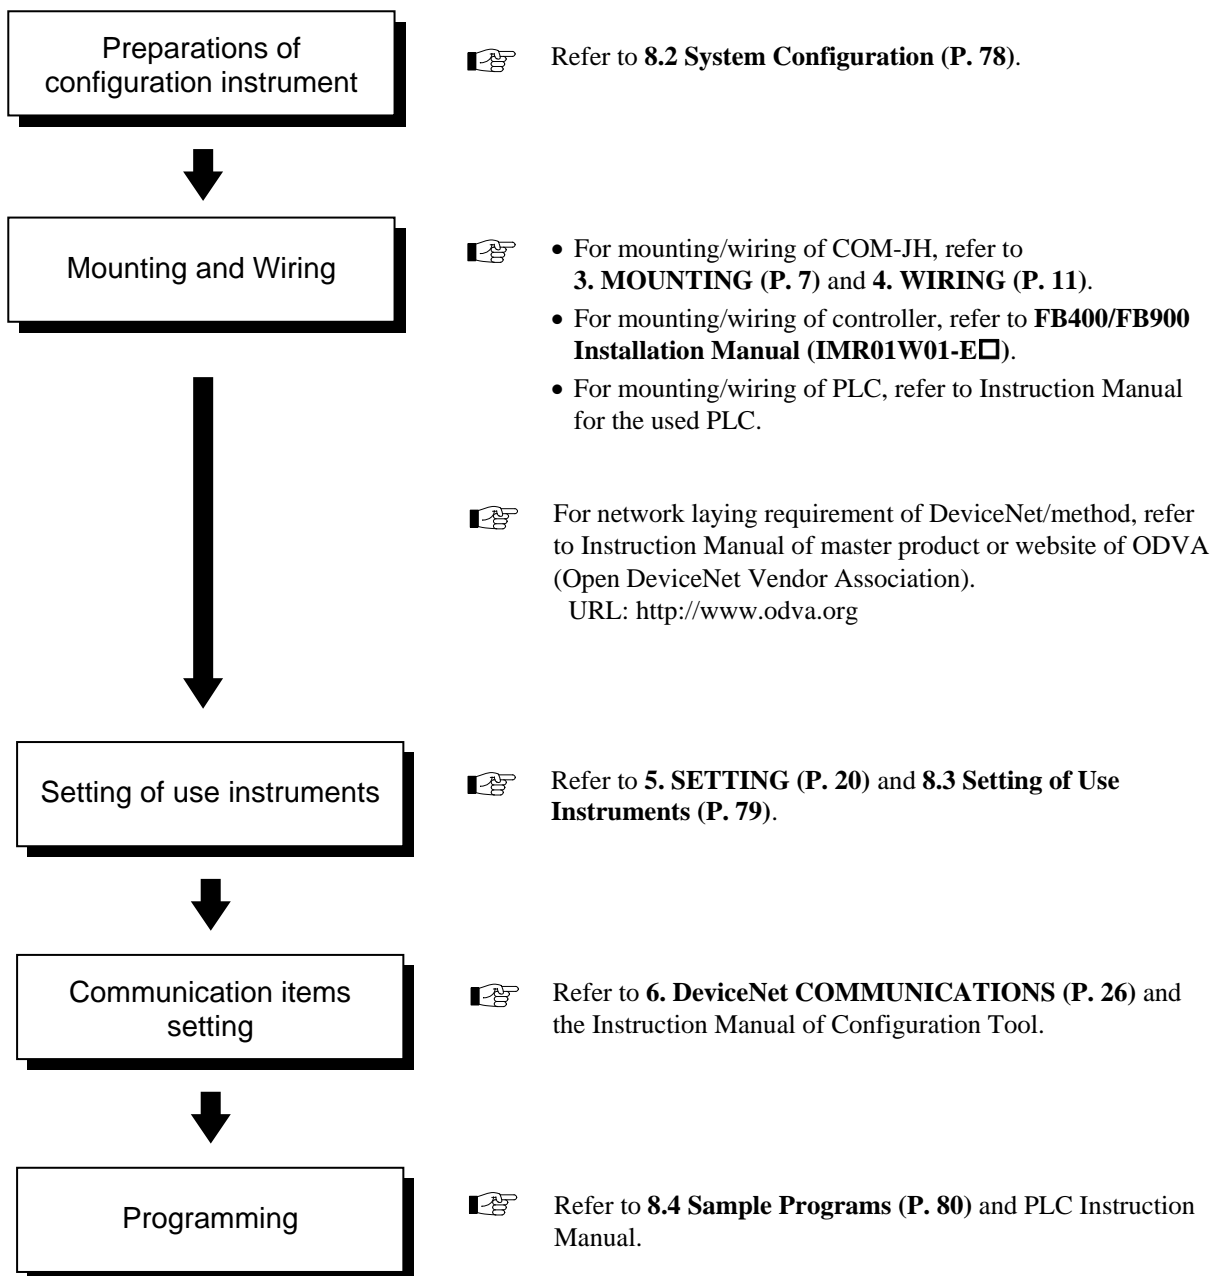 Preparations of
configuration instrument
Refer to 8.2 System Configuration (P. 78).
Mounting and Wiring
• For mounting/wiring of COM-JH, refer to
3. MOUNTING (P. 7) and 4. WIRING (P. 11).
• For mounting/wiring of controller, refer to FB400/FB900
Installation Manual (IMR01W01-E□).
• For mounting/wiring of PLC, refer to Instruction Manual
for the used PLC.
For network laying requirement of DeviceNet/method, refer
to Instruction Manual of master product or website of ODVA
(Open DeviceNet Vendor Association).
URL: http://www.odva.org
Setting of use instruments
Refer to 5. SETTING (P. 20) and 8.3 Setting of Use
Instruments (P. 79).
Communication items
setting
Refer to 6. DeviceNet COMMUNICATIONS (P. 26) and
the Instruction Manual of Configuration Tool.
Programming
Refer to 8.4 Sample Programs (P. 80) and PLC Instruction
Manual.